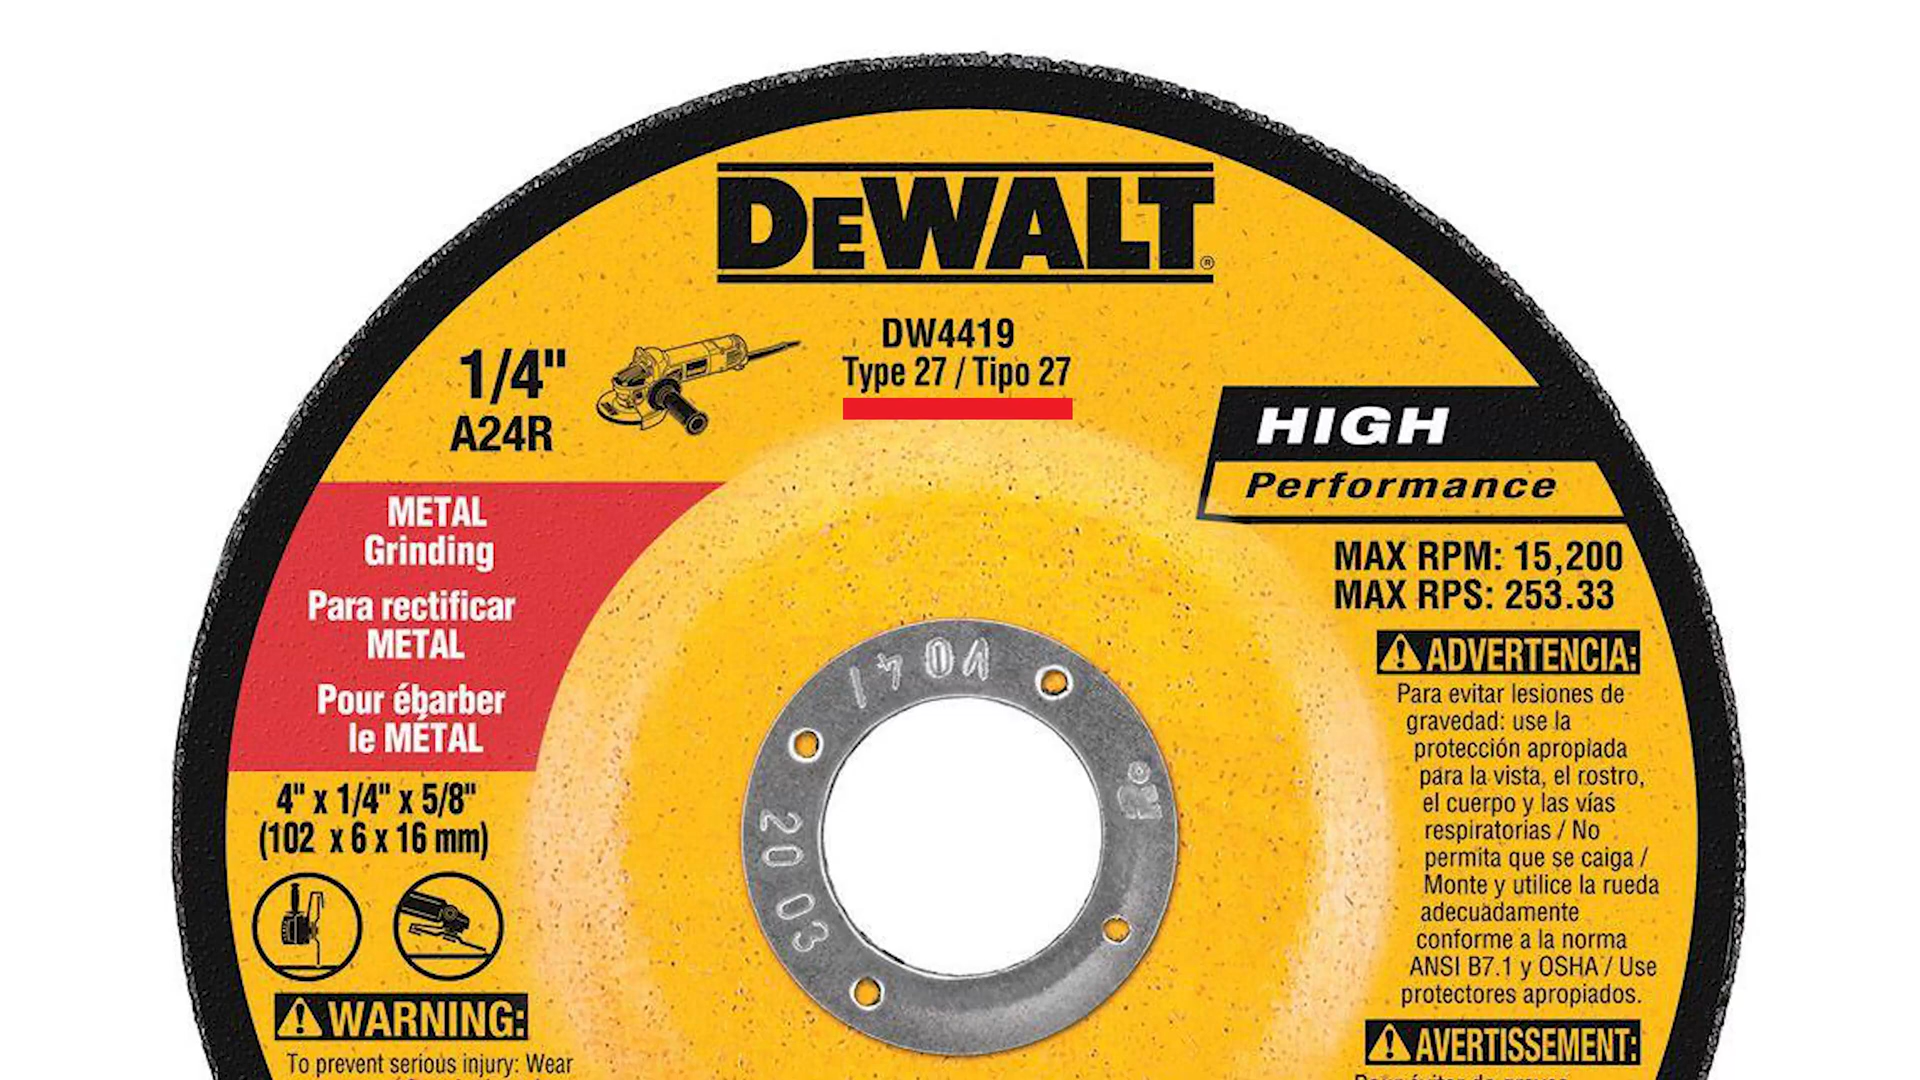 DEWALT®
DW4419
Type 27 / Tipo 27
1/4"
A24R
HIGH
Performance
METAL
Grinding
Para rectificar
METAL
Pour ébarber
le MÉTAL
4" x 1/4" x 5/8"
(102 x 6 x 16 mm)
WARNING:
To prevent serious injury: Wear
MAX RPM: 15,200
MAX RPS: 253.33
ADVERTENCIA:
Para evitar lesiones de
gravedad: use la
protección apropiada
para la vista, el rostro,
el cuerpo y las vías
respiratorias / No
permita que se caiga /
Monte y utilice la rueda
adecuadamente
conforme a la norma
ANSI B7.1 y OSHA / Use
protectores apropiados.
AVERTISSEMENT:
V04/
20 03